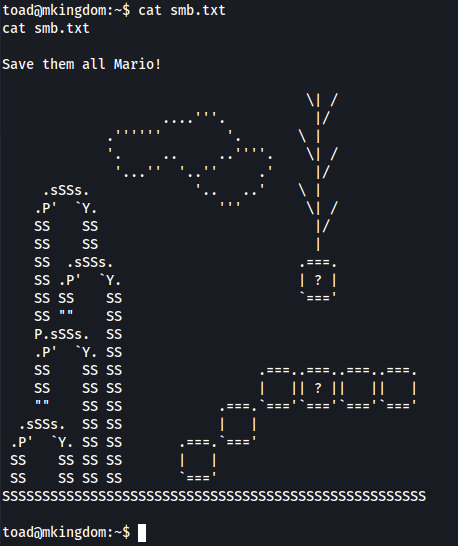 toad@mkingdom:~$ cat smb.txt
cat smb.txt

Save them all Mario!

                                      \| /
                    ....'''.           |/
             .''''''        '.       \ |
             '.     ..     ..''''.    \| /
              '...''  '..''     .'     |/
     .sSSs.             '..   ..'    \ |
    .P'  `Y.               '''        \| /
    SS    SS                           |/
    SS    SS                           |
    SS  .sSSs.                       .===.
    SS .P'  `Y.                      | ? |
    SS SS    SS                      `==='
    SS ""    SS
    P.sSSs.  SS
    .P'  `Y. SS
    SS    SS SS                 .===..===..===..===.
    SS    SS SS                 |   || ? ||   ||   |
    ""    SS SS            .===.`==='`==='`==='`==='
  .sSSs.  SS SS            |   |
 .P'  `Y. SS SS       .===.`==='
 SS    SS SS SS       |   |
 SS    SS SS SS       `==='
SSSSSSSSSSSSSSSSSSSSSSSSSSSSSSSSSSSSSSSSSSSSSSSSSSSSS

toad@mkingdom:~$